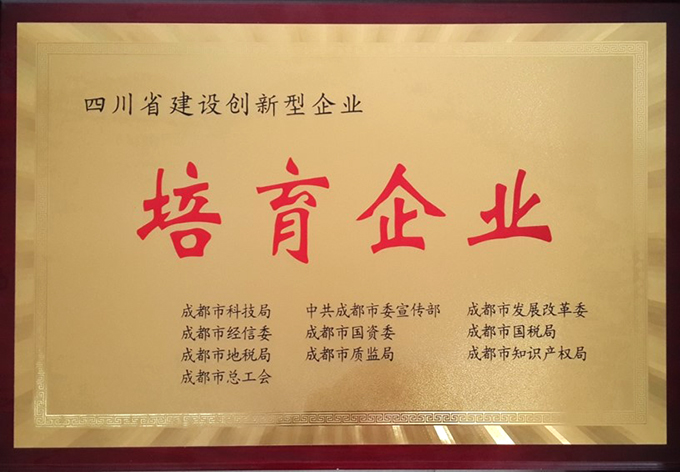 四川省建设创新型企业
培育企业
成都市科技局 中共成都市委宣传部 成都市发展改革委
成都市经信委 成都市国资委 成都市国税局
成都市地税局 成都市质监局 成都市知识产权局
成都市总工会